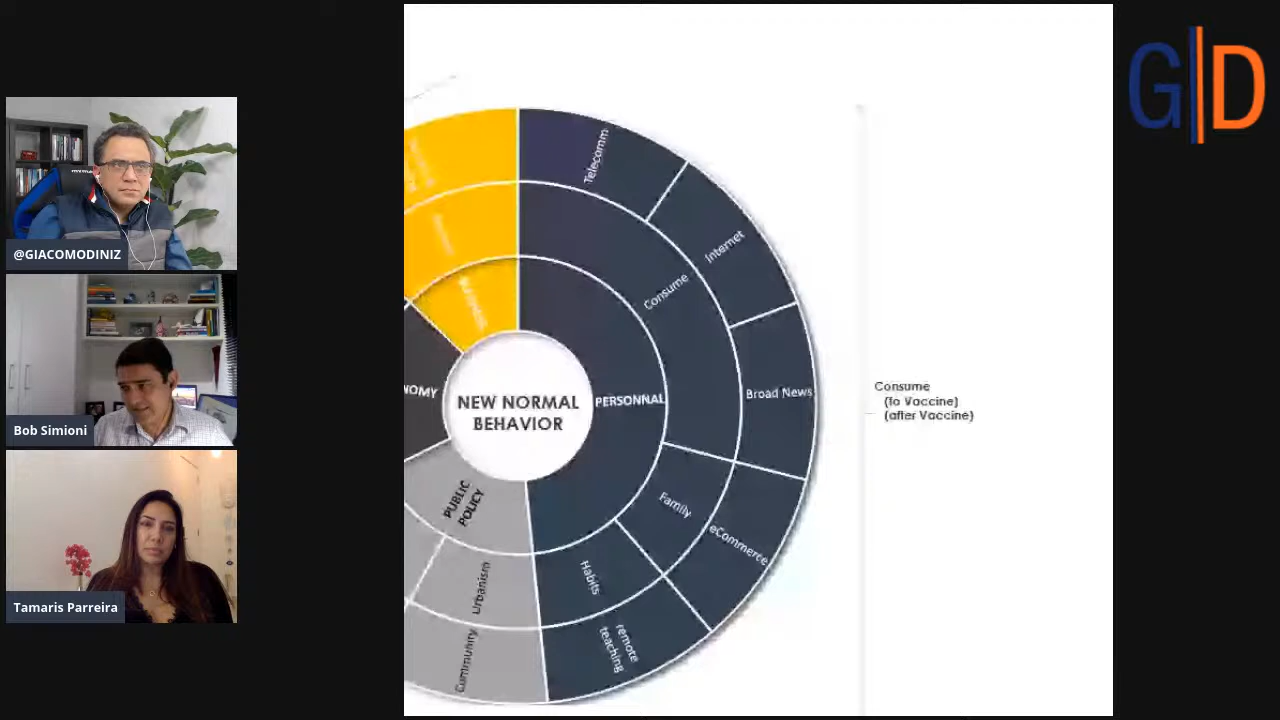 @GIACOMODINIZ
Bob Simioni
Tamaris Parreira
G|D
Telecomm
Internet
Consume
Broad News
NEW NORMAL
BEHAVIOR
PERSONNAL
NOMY
PUBLIC
POLICY
Family
eCommerce
Habits
Urbanism
remote
teaching
Community
Consume
(to Vaccine)
(after Vaccine)